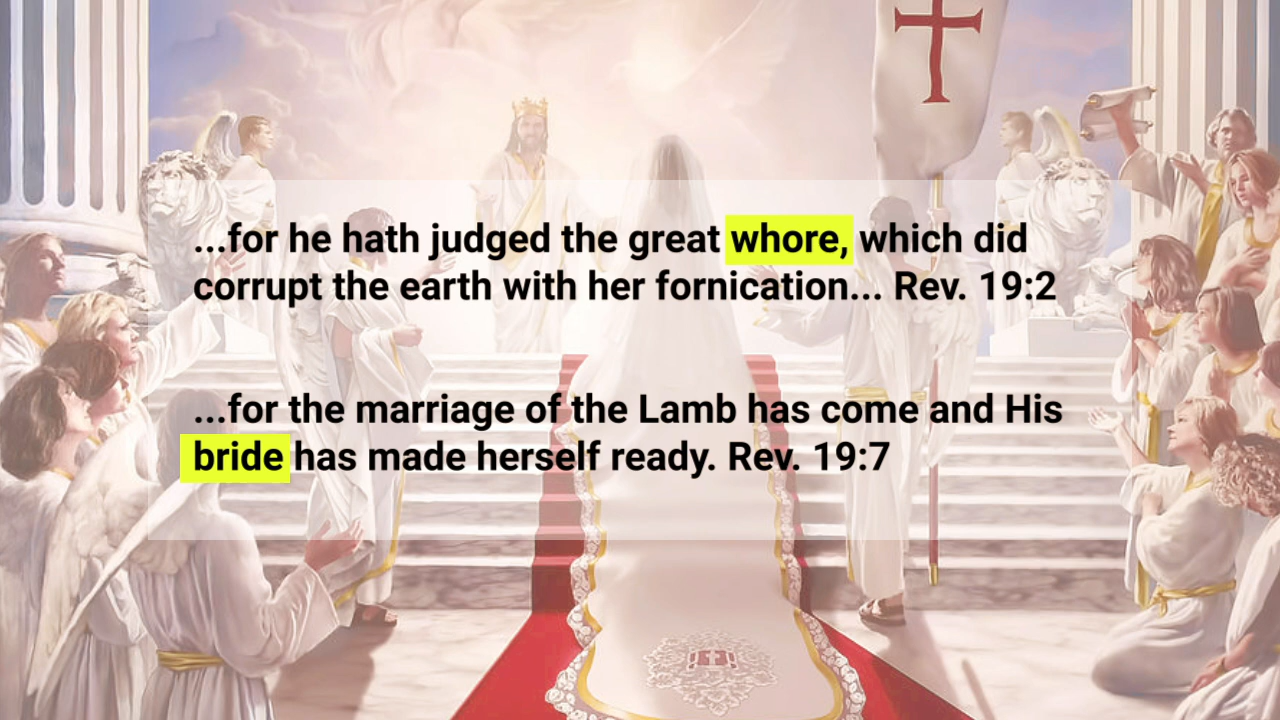 ...for he hath judged the great whore, which did
corrupt the earth with her fornication... Rev. 19:2
...for the marriage of the Lamb has come and His
bride has made herself ready. Rev. 19:7